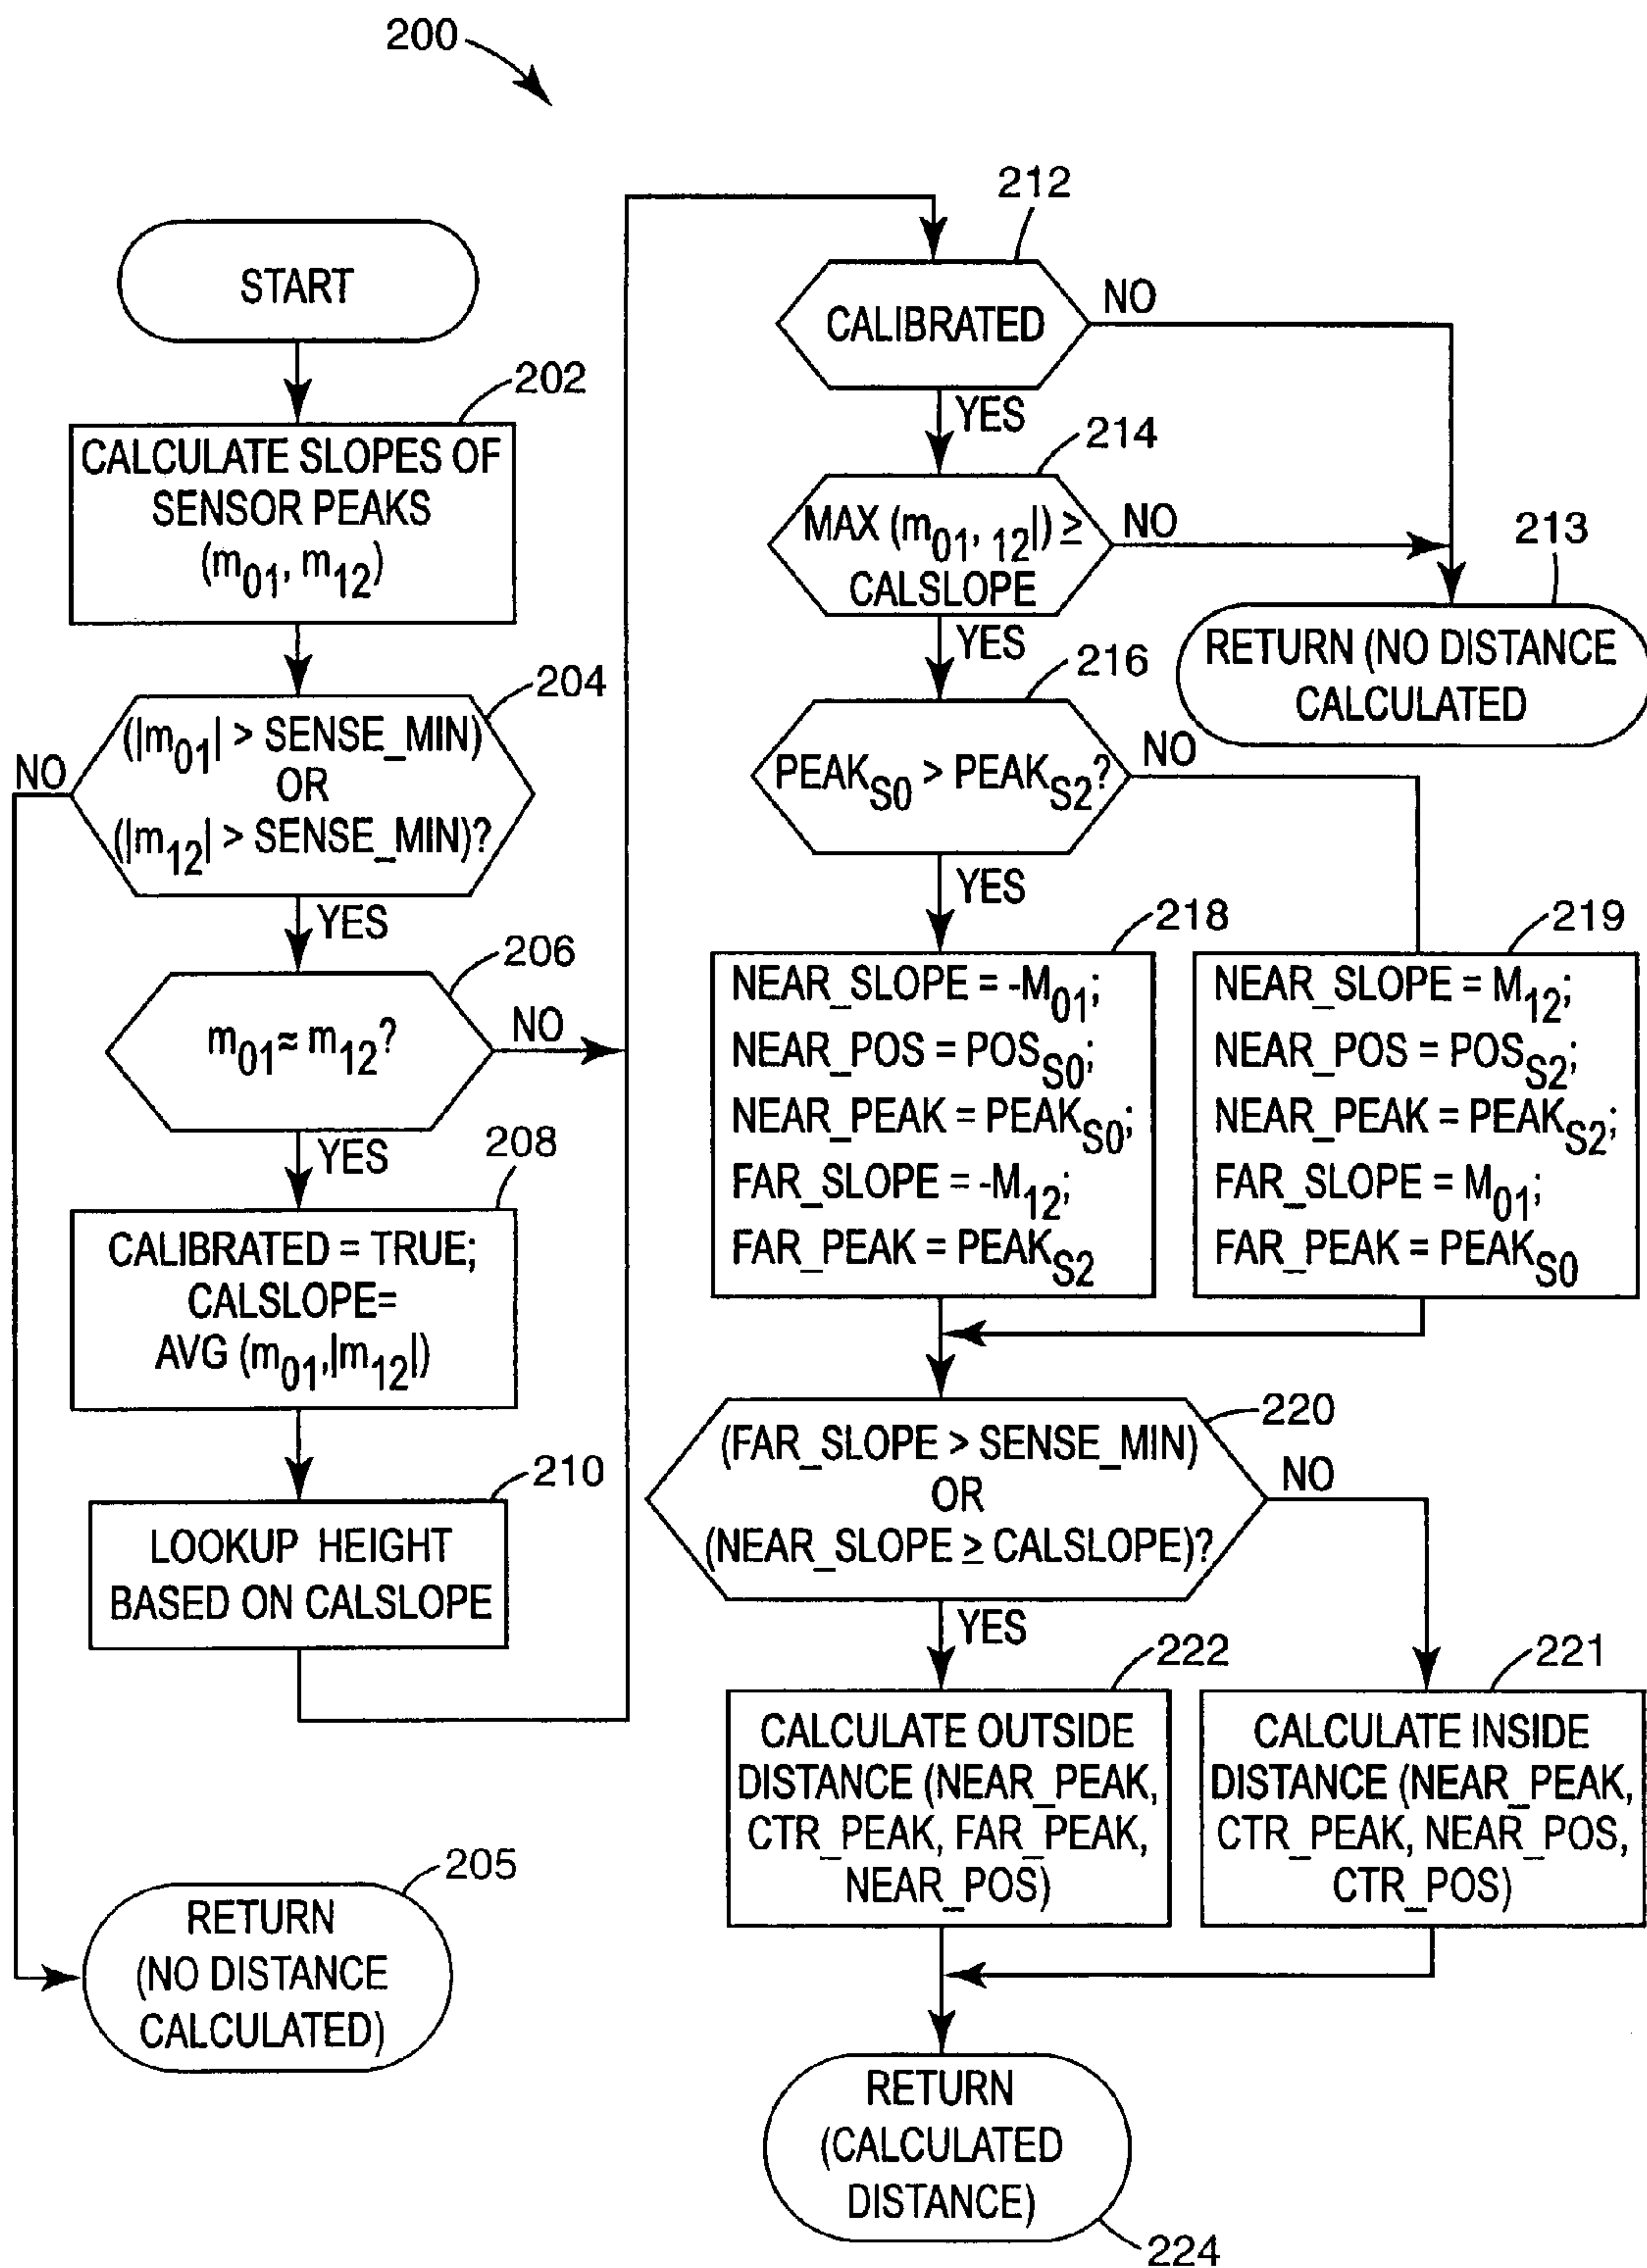 200
START
202
CALCULATE SLOPES OF
SENSOR PEAKS
(m01, m12)
204
(|m01| > SENSE_MIN)
OR
(|m12| > SENSE_MIN)?
NO
YES
206
m01≈ m12?
NO
YES
208
CALIBRATED = TRUE;
CALSLOPE=
AVG (m01,|m12|)
210
LOOKUP HEIGHT
BASED ON CALSLOPE
205
RETURN
(NO DISTANCE
CALCULATED)
212
CALIBRATED
NO
YES
214
MAX (m01, 12|) ≥
CALSLOPE
NO
YES
213
RETURN (NO DISTANCE
CALCULATED
216
PEAKS0 > PEAKS2?
NO
YES
218
NEAR_SLOPE = -M01;
NEAR_POS = POSS0;
NEAR_PEAK = PEAKS0;
FAR_SLOPE = -M12;
FAR_PEAK = PEAKS2
219
NEAR_SLOPE = M12;
NEAR_POS = POSS2;
NEAR_PEAK = PEAKS2;
FAR_SLOPE = M01;
FAR_PEAK = PEAKS0
220
(FAR_SLOPE > SENSE_MIN)
OR
(NEAR_SLOPE ≥ CALSLOPE)?
NO
YES
222
CALCULATE OUTSIDE
DISTANCE (NEAR_PEAK,
CTR_PEAK, FAR_PEAK,
NEAR_POS)
221
CALCULATE INSIDE
DISTANCE (NEAR_PEAK,
CTR_PEAK, NEAR_POS,
CTR_POS)
RETURN
(CALCULATED
DISTANCE)
224